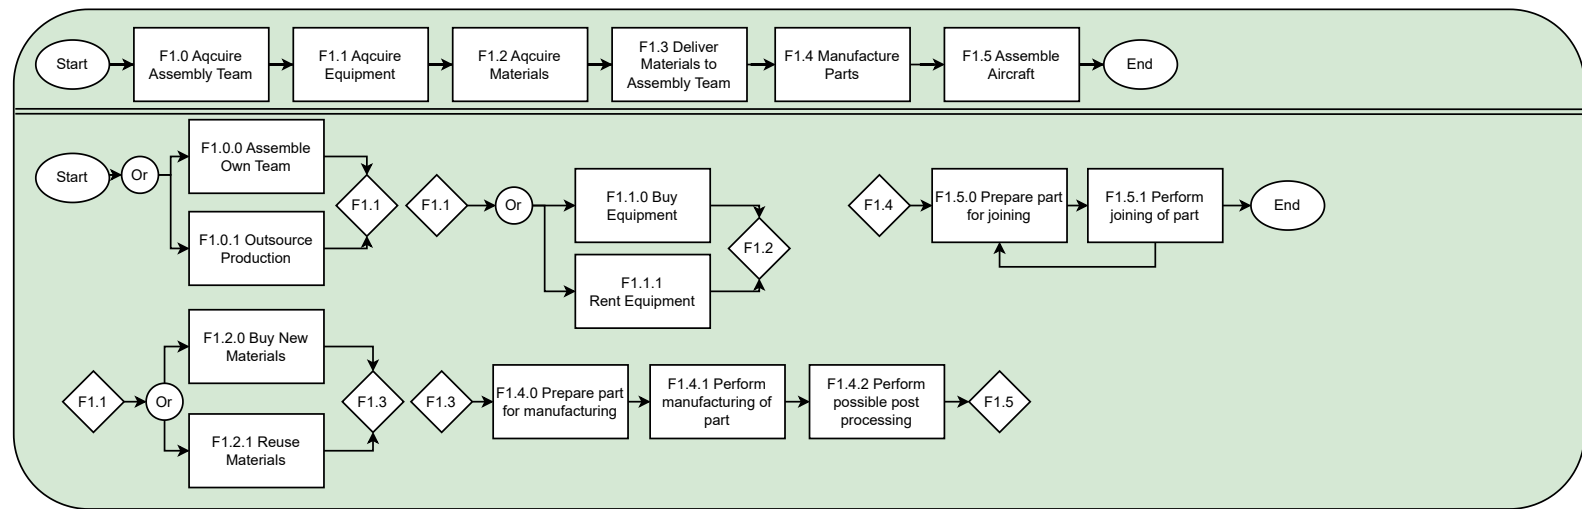 Start
F1.0 Aqcuire
Assembly Team
F1.1 Aqcuire
Equipment
F1.2 Aqcuire
Materials
F1.3 Deliver
Materials to
Assembly Team
F1.4 Manufacture
Parts
F1.5 Assemble
Aircraft
End
Start
Or
F1.0.0 Assemble
Own Team
F1.0.1 Outsource
Production
F1.1
F1.1
Or
F1.1.0 Buy
Equipment
F1.1.1
Rent Equipment
F1.2
F1.4
F1.5.0 Prepare part
for joining
F1.5.1 Perform
joining of part
End
F1.1
Or
F1.2.0 Buy New
Materials
F1.2.1 Reuse
Materials
F1.3
F1.3
F1.4.0 Prepare part
for manufacturing
F1.4.1 Perform
manufacturing of
part
F1.4.2 Perform
possible post
processing
F1.5